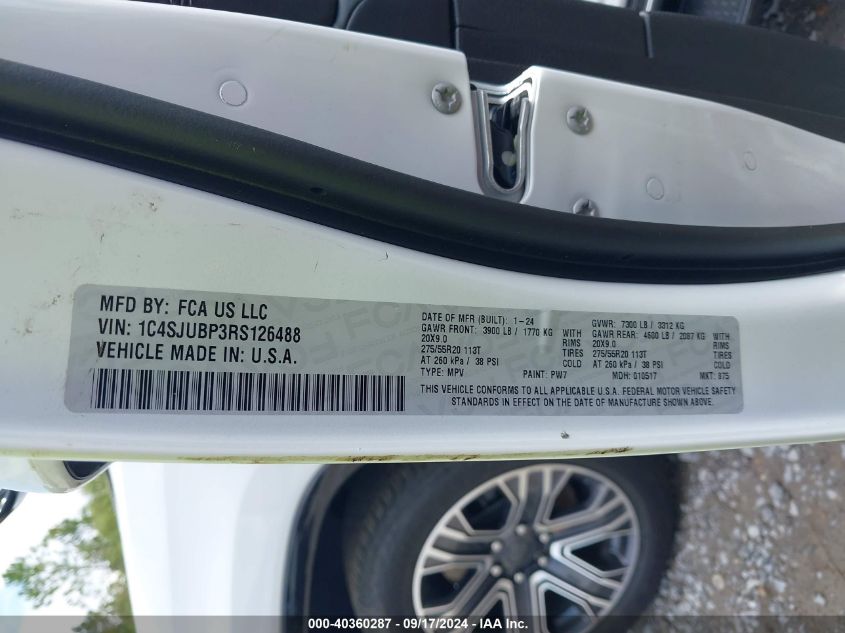 MFD BY: FCA US LLC
VIN: 1C4SJUBP3RS126488
VEHICLE MADE IN: U.S.A.
DATE OF MFR (BUILT): 1-24 GVWR: 7300 LB / 3312 KG
GAWR FRONT: 3900 LB / 1770 KG WITH GAWR REAR: 4600 LB / 2087 KG WITH
20X9.0 RIMS 20X9.0 RIMS
275/55R20 113T TIRES 275/55R20 113T TIRES
AT 260 kPa / 38 PSI COLD AT 260 kPa / 38 PSI COLD
TYPE: MPV PAINT: PW7 MDH: 010517 MKT: 875
THIS VEHICLE CONFORMS TO ALL APPLICABLE U.S.A. FEDERAL MOTOR VEHICLE SAFETY
STANDARDS IN EFFECT ON THE DATE OF MANUFACTURE SHOWN ABOVE.
000-40360287 - 09/17/2024 - IAA Inc.